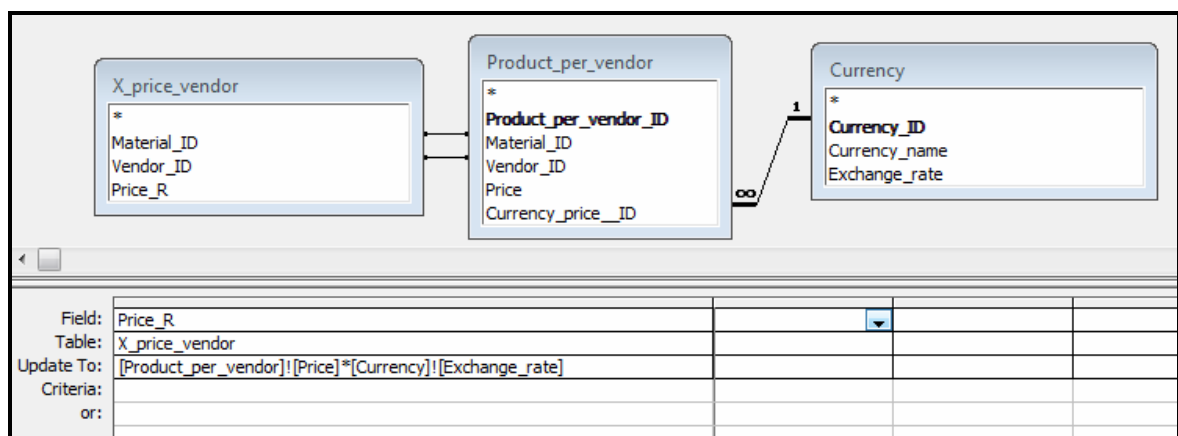 X_price_vendor
*
Material_ID
Vendor_ID
Price_R
Product_per_vendor
*
Product_per_vendor_ID
Material_ID
Vendor_ID
Price
Currency_price__ID
Currency
*
Currency_ID
Currency_name
Exchange_rate
1
∞
Field: Price_R
Table: X_price_vendor
Update To: [Product_per_vendor]![Price]*[Currency]![Exchange_rate]
Criteria:
or: